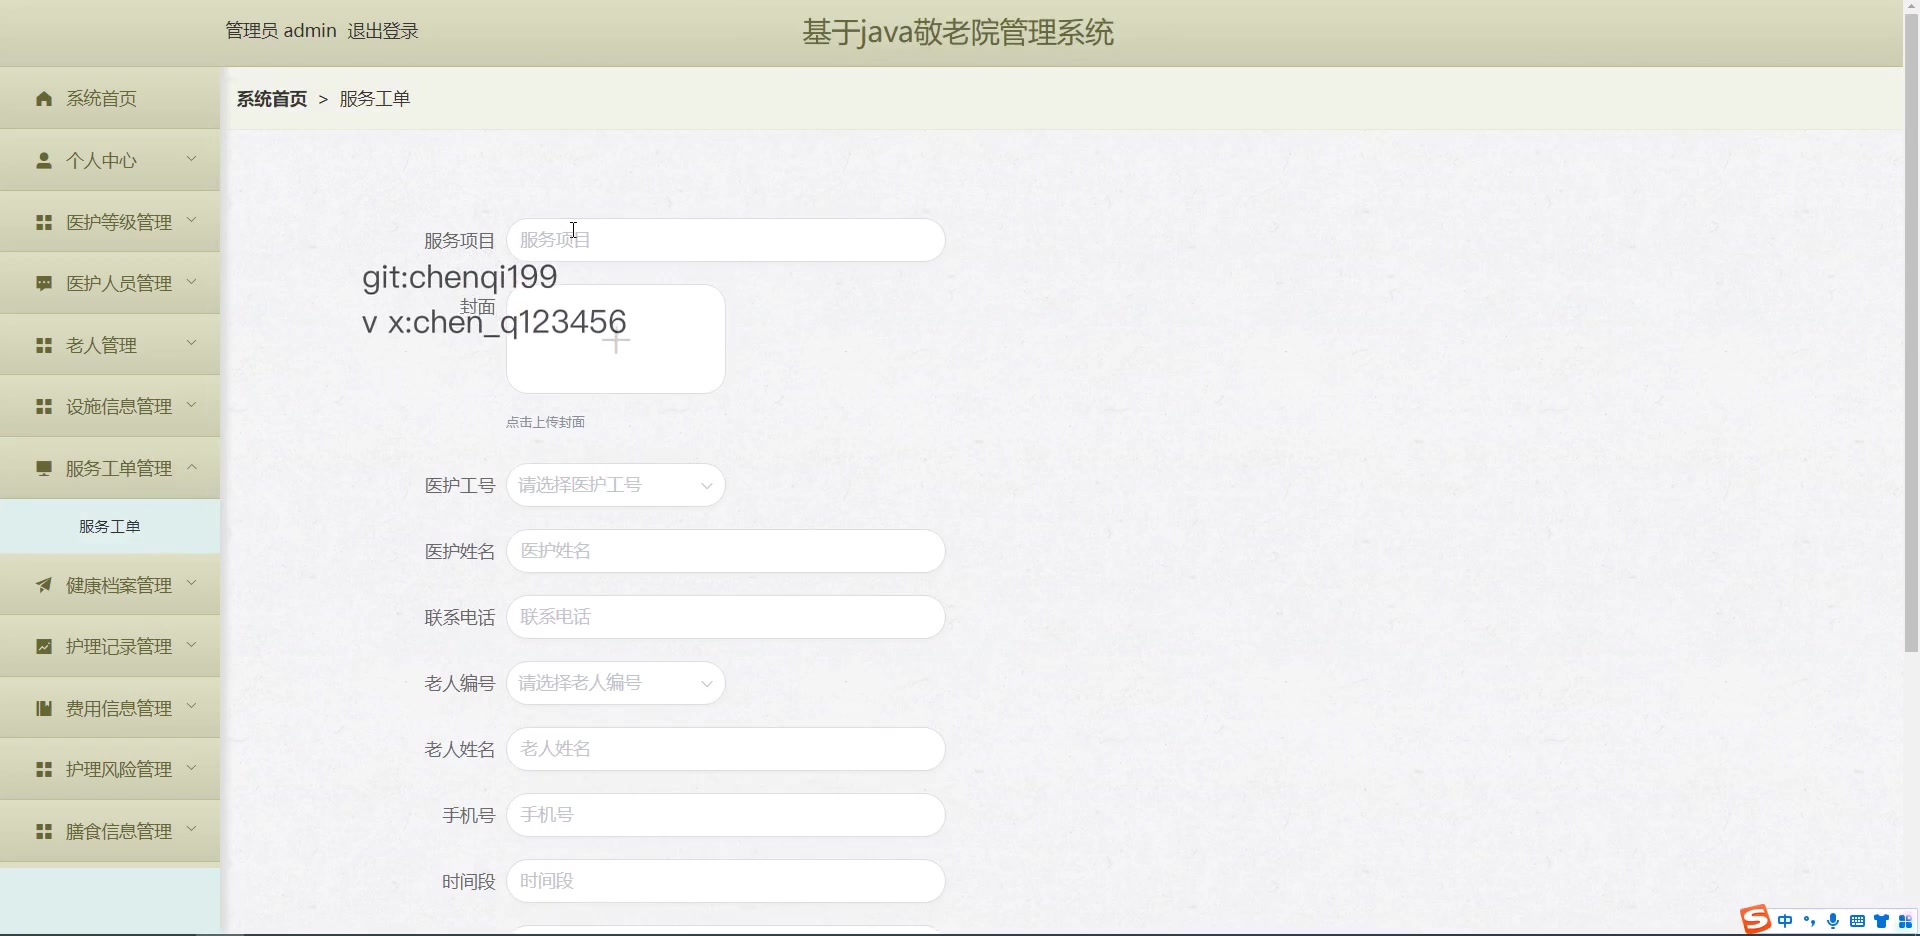 管理员 admin 退出登录
基于java敬老院管理系统
系统首页
个人中心
医护等级管理
医护人员管理
老人管理
设施信息管理
服务工单管理
服务工单
健康档案管理
护理记录管理
费用信息管理
护理风险管理
膳食信息管理
系统首页 > 服务工单
服务项目 服务项目
git:chenqi199
封面
v x:chen_q123456
点击上传封面
医护工号 请选择医护工号
医护姓名 医护姓名
联系电话 联系电话
老人编号 请选择老人编号
老人姓名 老人姓名
手机号 手机号
时间段 时间段
中